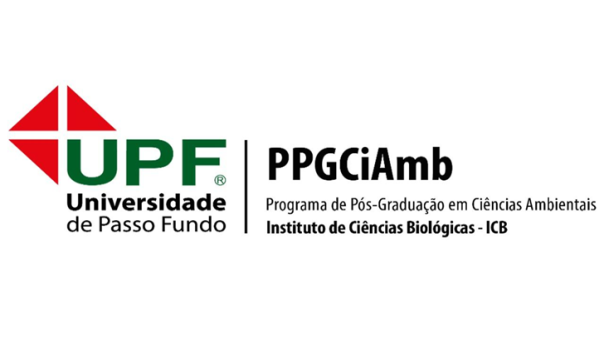 UPF®
Universidade
de Passo Fundo
PPGCiAmb
Programa de Pós-Graduação em Ciências Ambientais
Instituto de Ciências Biológicas - ICB